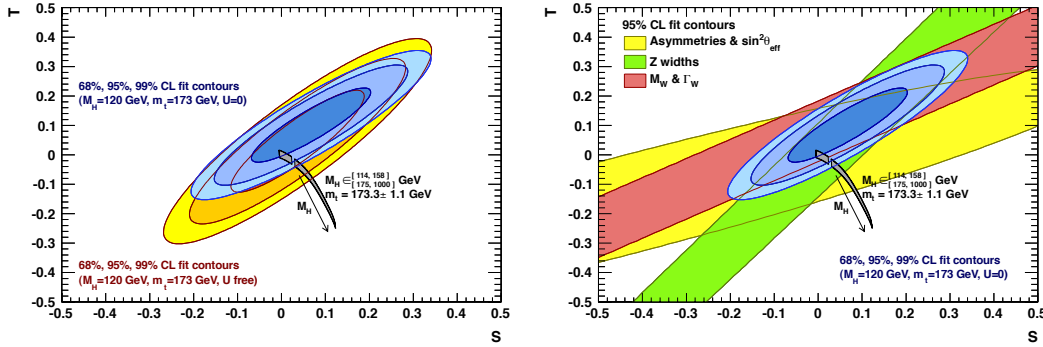 T
0.5
0.4
0.3
0.2
0.1
0
-0.1
-0.2
-0.3
-0.4
-0.5
68%, 95%, 99% CL fit contours
(M_H=120 GeV, m_t=173 GeV, U=0)
M_H ∈ [114, 158] [175, 1000] GeV
m_t = 173.3± 1.1 GeV
M_H
68%, 95%, 99% CL fit contours
(M_H=120 GeV, m_t=173 GeV, U free)
-0.5 -0.4 -0.3 -0.2 -0.1 0 0.1 0.2 0.3 0.4 0.5
S
T
0.5
0.4
0.3
0.2
0.1
0
-0.1
-0.2
-0.3
-0.4
-0.5
95% CL fit contours
Asymmetries & sin²θ_eff
Z widths
M_W & Γ_W
M_H ∈ [114, 158] [175, 1000] GeV
m_t = 173.3± 1.1 GeV
M_H
68%, 95%, 99% CL fit contours
(M_H=120 GeV, m_t=173 GeV, U=0)
-0.5 -0.4 -0.3 -0.2 -0.1 0 0.1 0.2 0.3 0.4 0.5
S